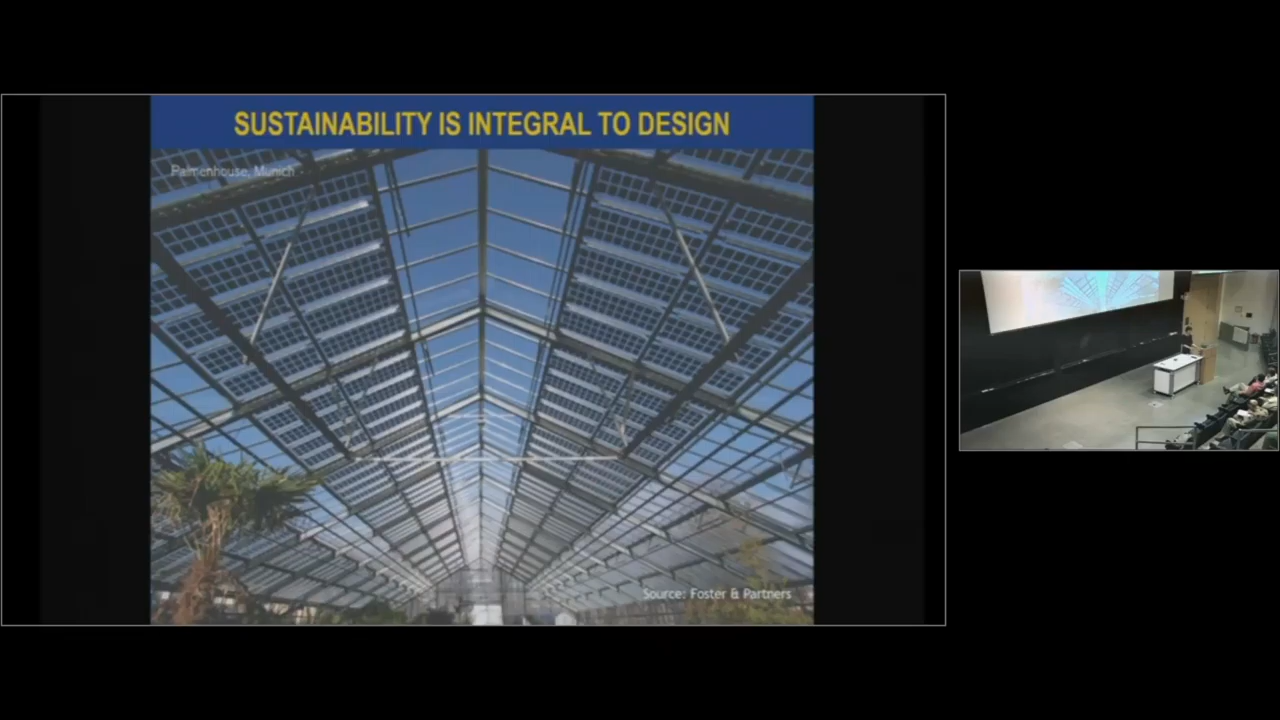 SUSTAINABILITY IS INTEGRAL TO DESIGN
Palmenhouse, Munich
Source: Foster & Partners